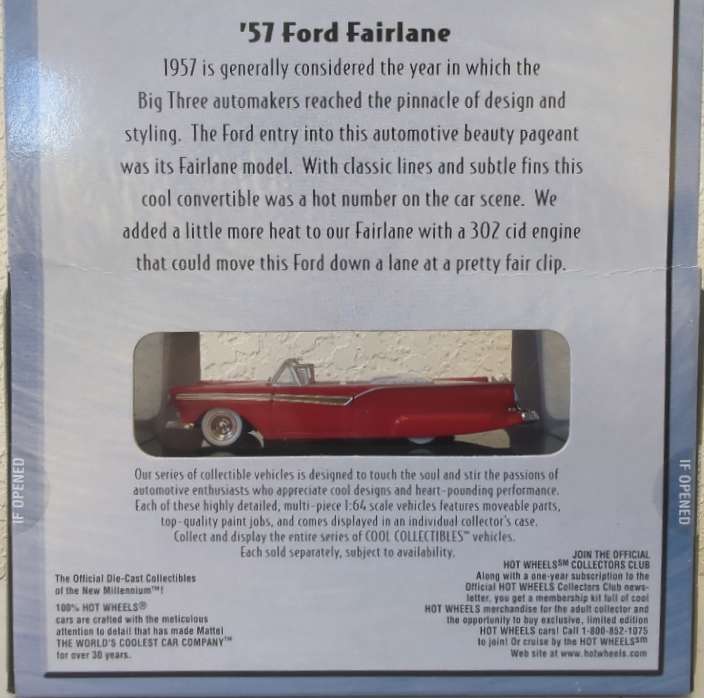 '57 Ford Fairlane
1957 is generally considered the year in which the
Big Three automakers reached the pinnacle of design and
styling. The Ford entry into this automotive beauty pageant
was its Fairlane model. With classic lines and subtle fins this
cool convertible was a hot number on the car scene. We
added a little more heat to our Fairlane with a 302 cid engine
that could move this Ford down a lane at a pretty fair clip.
Our series of collectible vehicles is designed to touch the soul and stir the passions of
automotive enthusiasts who appreciate cool designs and heart-pounding performance.
Each of these highly detailed, multi-piece 1:64 scale vehicles features moveable parts,
top-quality paint jobs, and comes displayed in an individual collector's case.
Collect and display the entire series of COOL COLLECTIBLES™ vehicles.
Each sold separately, subject to availability.
IF OPENED
IF OPENED
The Official Die-Cast Collectibles
of the New Millennium™!
100% HOT WHEELS®
cars are crafted with the meticulous
attention to detail that has made Mattel
THE WORLD'S COOLEST CAR COMPANY™
for over 30 years.
JOIN THE OFFICIAL
HOT WHEELS℠ COLLECTORS CLUB
Along with a one-year subscription to the
Official HOT WHEELS Collectors Club news-
letter, you get a membership kit full of cool
HOT WHEELS merchandise for the adult collector and
the opportunity to buy exclusive, limited edition
HOT WHEELS cars! Call 1-800-852-1075
to join! Or cruise by the HOT WHEELS℠
Web site at www.hotwheels.com